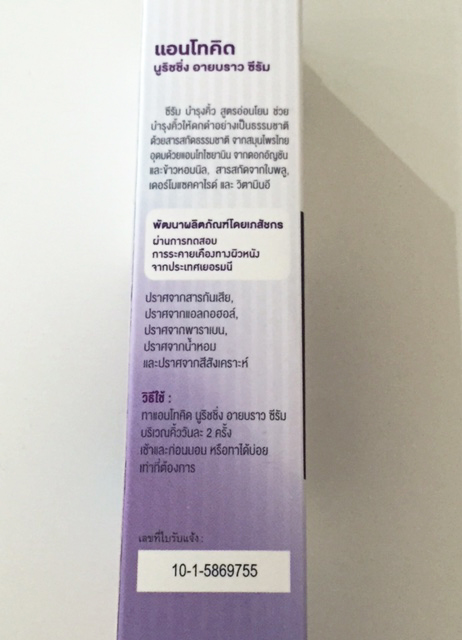 แอนโทคิด
นูริชชิ่ง อายบราว ซีรัม
ซีรัม บำรุงคิ้ว สูตรอ่อนโยน ช่วย
บำรุงคิ้วให้ดกดำอย่างเป็นธรรมชาติ
ด้วยสารสกัดธรรมชาติ จากสมุนไพรไทย
อุดมด้วยแอนโทไซยานิน จากดอกอัญชัน
และข้าวหอมนิล, สารสกัดจากใบพลู,
เดอร์โมแซคคาไรด์ และ วิตามินอี
พัฒนาผลิตภัณฑ์โดยเภสัชกร
ผ่านการทดสอบ
การระคายเคืองทางผิวหนัง
จากประเทศเยอรมนี
ปราศจากสารกันเสีย,
ปราศจากแอลกอฮอล์,
ปราศจากพาราเบน,
ปราศจากน้ำหอม
และปราศจากสีสังเคราะห์
วิธีใช้ :
ทาแอนโทคิด นูริชชิ่ง อายบราว ซีรัม
บริเวณคิ้ววันละ 2 ครั้ง
เช้าและก่อนนอน หรือทาได้บ่อย
เท่าที่ต้องการ
เลขที่ใบรับแจ้ง:
10-1-5869755